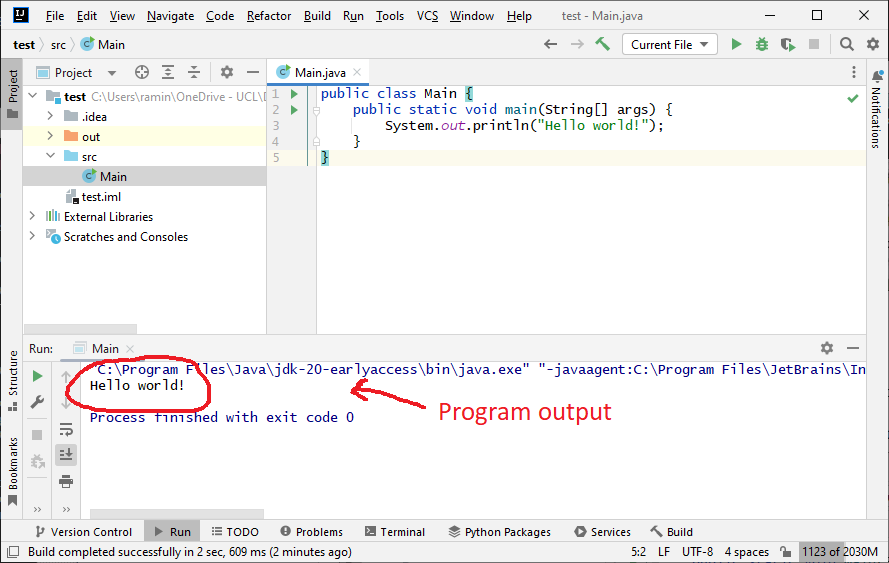 File Edit View Navigate Code Refactor Build Run Tools VCS Window Help test - Main.java
test src Main Current File
Project Main.java
Project
Notifications
test C:\Users\ramin\OneDrive - UCL\
.idea
out
src
Main
test.iml
External Libraries
Scratches and Consoles
1 public class Main {
2 public static void main(String[] args) {
3 System.out.println("Hello world!");
4 }
5 }
Structure
Bookmarks
Run: Main
"C:\Program Files\Java\jdk-20-earlyaccess\bin\java.exe" "-javaagent:C:\Program Files\JetBrains\In
Hello world!
Program output
Process finished with exit code 0
Version Control Run TODO Problems Terminal Python Packages Services Build
Build completed successfully in 2 sec, 609 ms (2 minutes ago) 5:2 LF UTF-8 4 spaces 1123 of 2030M